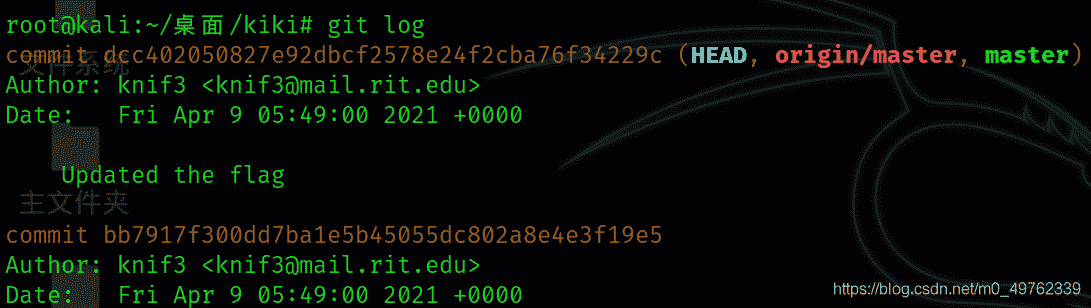 root@kali:~/桌面/kiki# git log
commit dcc402050827e92dbcf2578e24f2cba76f34229c (HEAD, origin/master, master)
文件系统
Author: knif3 <knif3@mail.rit.edu>
Date:   Fri Apr 9 05:49:00 2021 +0000
    Updated the flag
主文件夹
commit bb7917f300dd7ba1e5b45055dc802a8e4e3f19e5
Author: knif3 <knif3@mail.rit.edu>
Date:   Fri Apr 9 05:49:00 2021 +0000
https://blog.csdn.net/m0_49762339